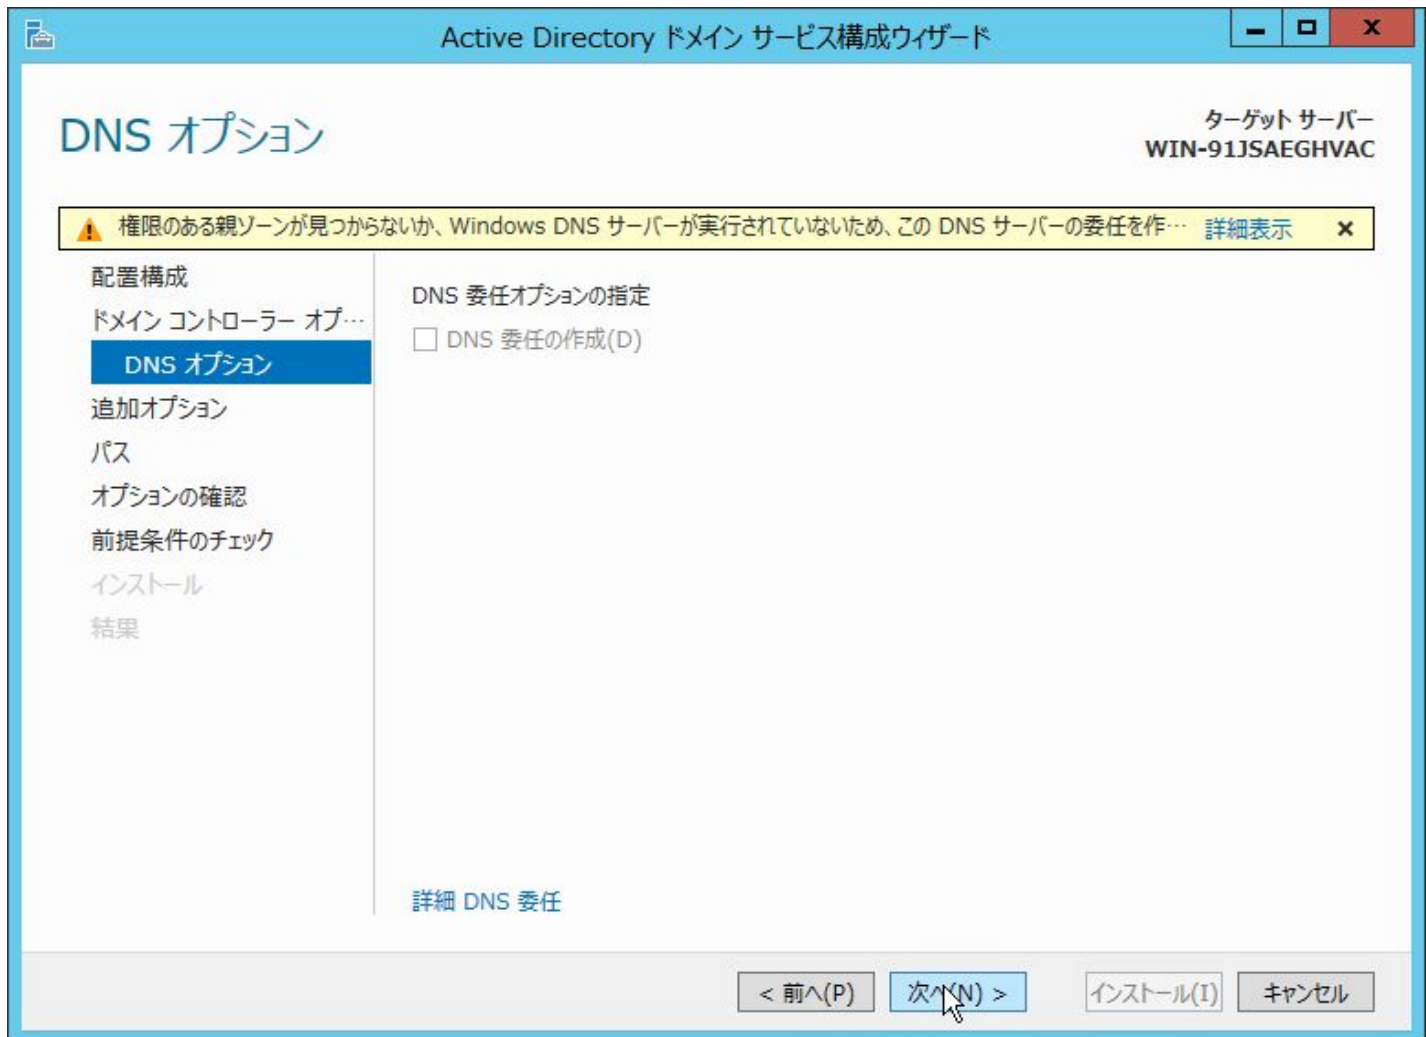 Active Directory ドメイン サービス構成ウィザード
DNS オプション
ターゲット サーバー
WIN-91JSAEGHVAC
権限のある親ゾーンが見つからないか、Windows DNS サーバーが実行されていないため、この DNS サーバーの委任を作… 詳細表示
配置構成
ドメイン コントローラー オプ…
DNS オプション
追加オプション
パス
オプションの確認
前提条件のチェック
インストール
結果
DNS 委任オプションの指定
DNS 委任の作成(D)
詳細 DNS 委任
< 前へ(P) 次へ(N) > インストール(I) キャンセル